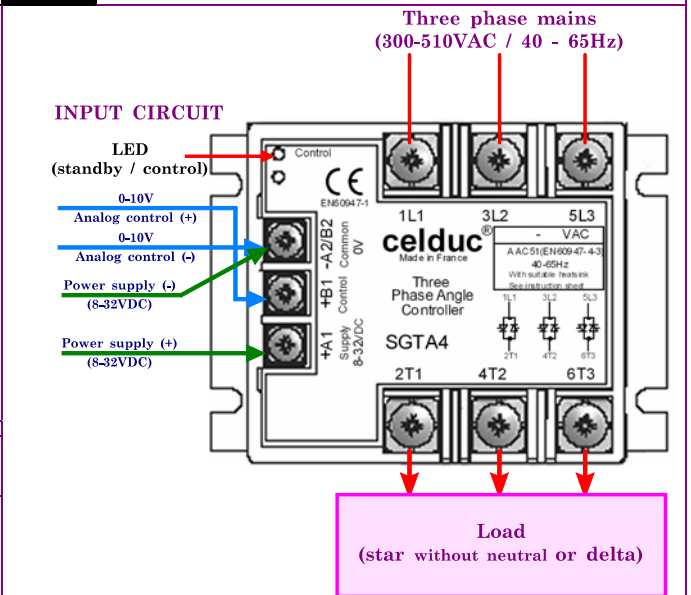 Three phase mains
(300-510VAC / 40 - 65Hz)
INPUT CIRCUIT
LED
(standby / control)
0-10V
Analog control (+)
0-10V
Analog control (-)
Power supply (-)
(8-32VDC)
Power supply (+)
(8-32VDC)
Control
CE
EN60947-1
-A2/B2
Common
0V
+B1
Control
+A1
Supply
8-32VDC
1L1 3L2 5L3
celduc®
Made in France
Three
Phase Angle
Controller
SGTA4
- VAC
AAC51(EN60947-4-3)
40-65Hz
With suitable heatsink
See instruction sheet
1L1 3L2 5L3
2T1 4T2 6T3
2T1 4T2 6T3
Load
(star without neutral or delta)